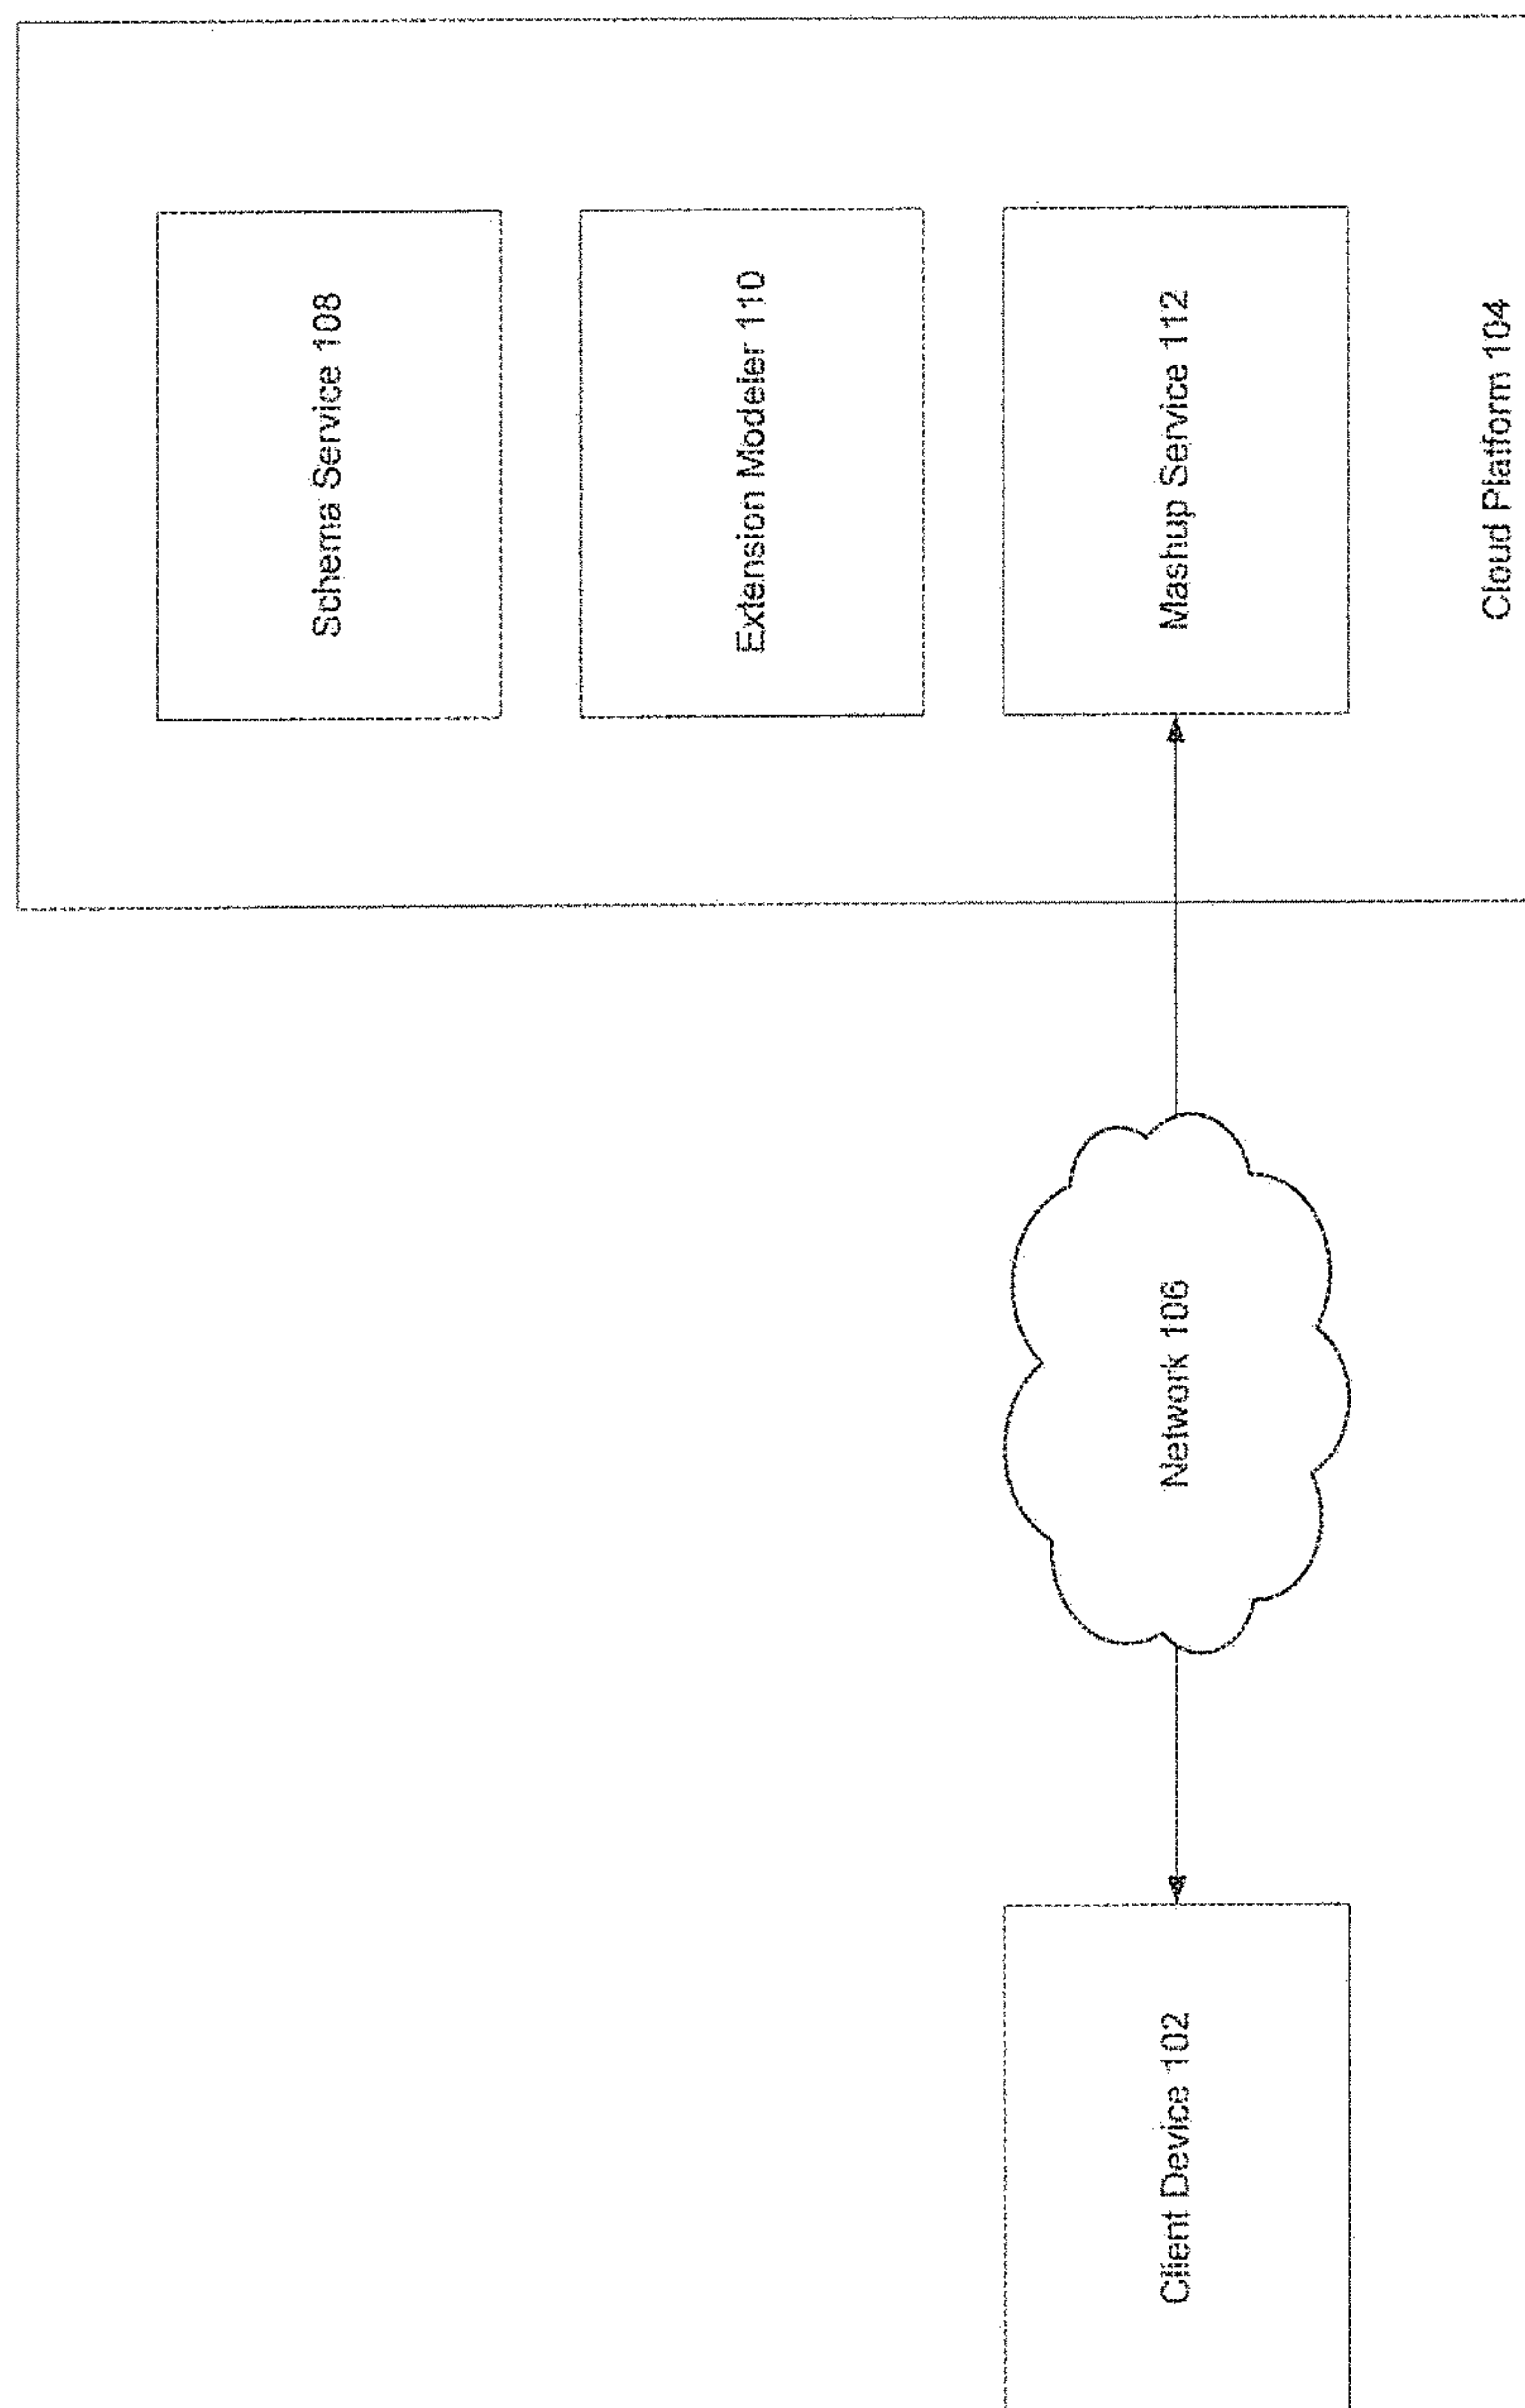 Schema Service 108
Extension Modeler 110
Mashup Service 112
Cloud Platform 104
Network 106
Client Device 102